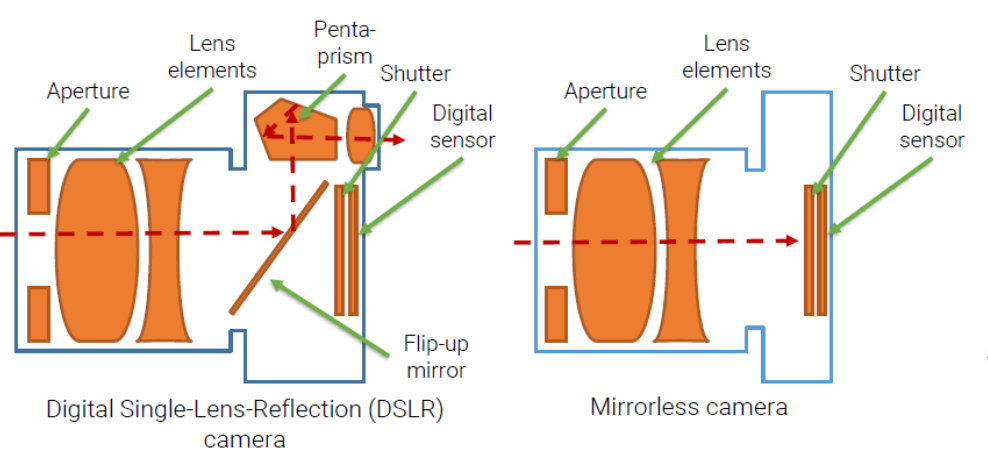 Penta-
prism
Lens
elements
Shutter
Aperture
Digital
sensor
Flip-up
mirror
Digital Single-Lens-Reflection (DSLR)
camera
Lens
elements
Shutter
Aperture
Digital
sensor
Mirrorless camera